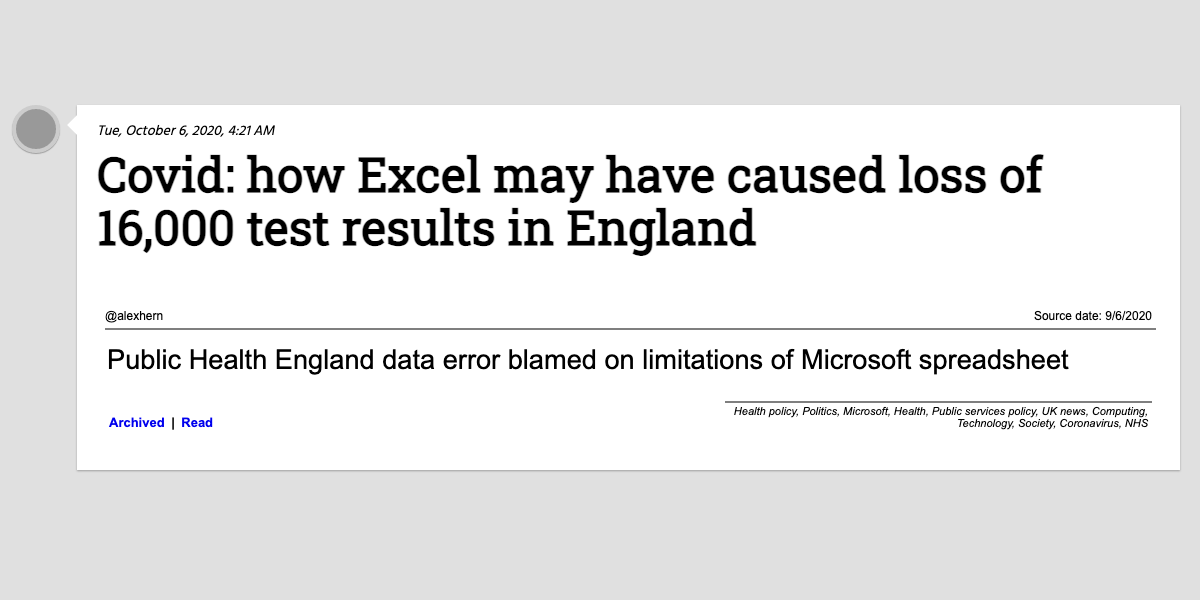 Tue, October 6, 2020, 4:21 AM
Covid: how Excel may have caused loss of
16,000 test results in England
@alexhern
Source date: 9/6/2020
Public Health England data error blamed on limitations of Microsoft spreadsheet
Health policy, Politics, Microsoft, Health, Public services policy, UK news, Computing,
Technology, Society, Coronavirus, NHS
Archived | Read